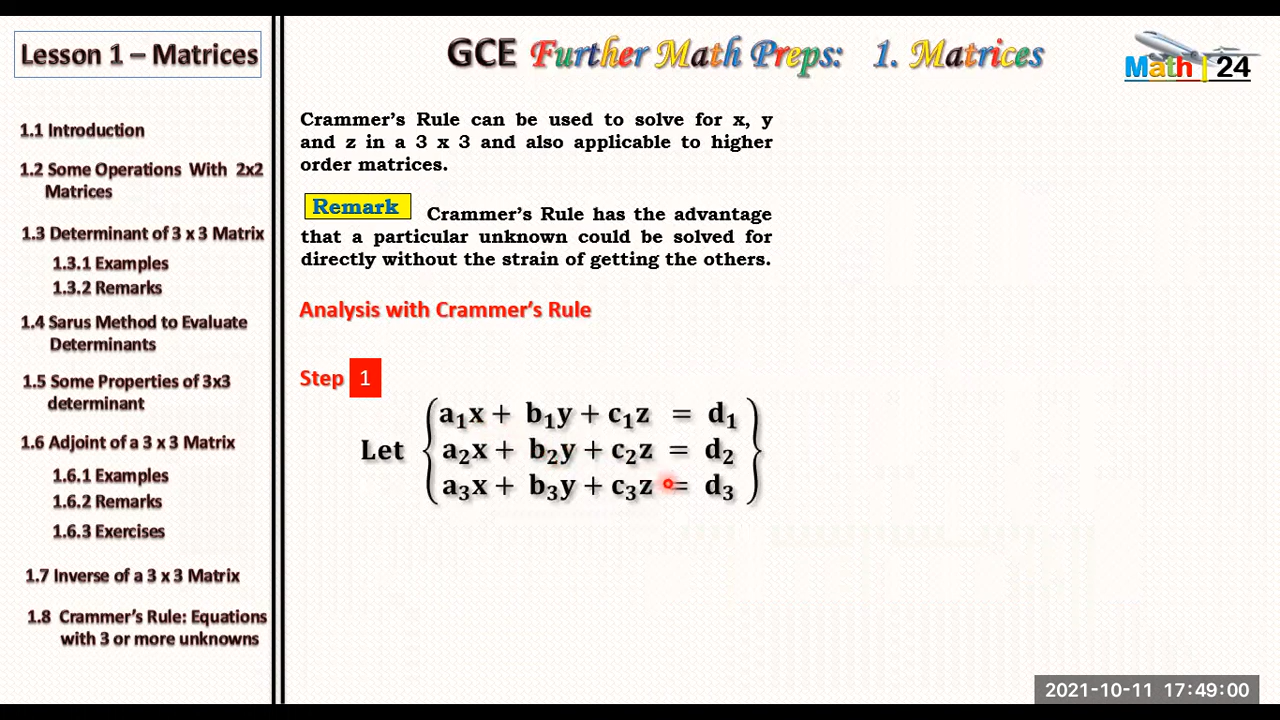 Lesson 1 – Matrices
1.1 Introduction
1.2 Some Operations With 2x2
Matrices
1.3 Determinant of 3 x 3 Matrix
1.3.1 Examples
1.3.2 Remarks
1.4 Sarus Method to Evaluate
Determinants
1.5 Some Properties of 3x3
determinant
1.6 Adjoint of a 3 x 3 Matrix
1.6.1 Examples
1.6.2 Remarks
1.6.3 Exercises
1.7 Inverse of a 3 x 3 Matrix
1.8 Crammer’s Rule: Equations
with 3 or more unknowns
GCE Further Math Preps: 1. Matrices
Math | 24
Crammer’s Rule can be used to solve for x, y
and z in a 3 x 3 and also applicable to higher
order matrices.
Remark Crammer’s Rule has the advantage
that a particular unknown could be solved for
directly without the strain of getting the others.
Analysis with Crammer’s Rule
Step 1
a₁x + b₁y + c₁z = d₁
Let a₂x + b₂y + c₂z = d₂
a₃x + b₃y + c₃z = d₃
2021-10-11 17:49:00